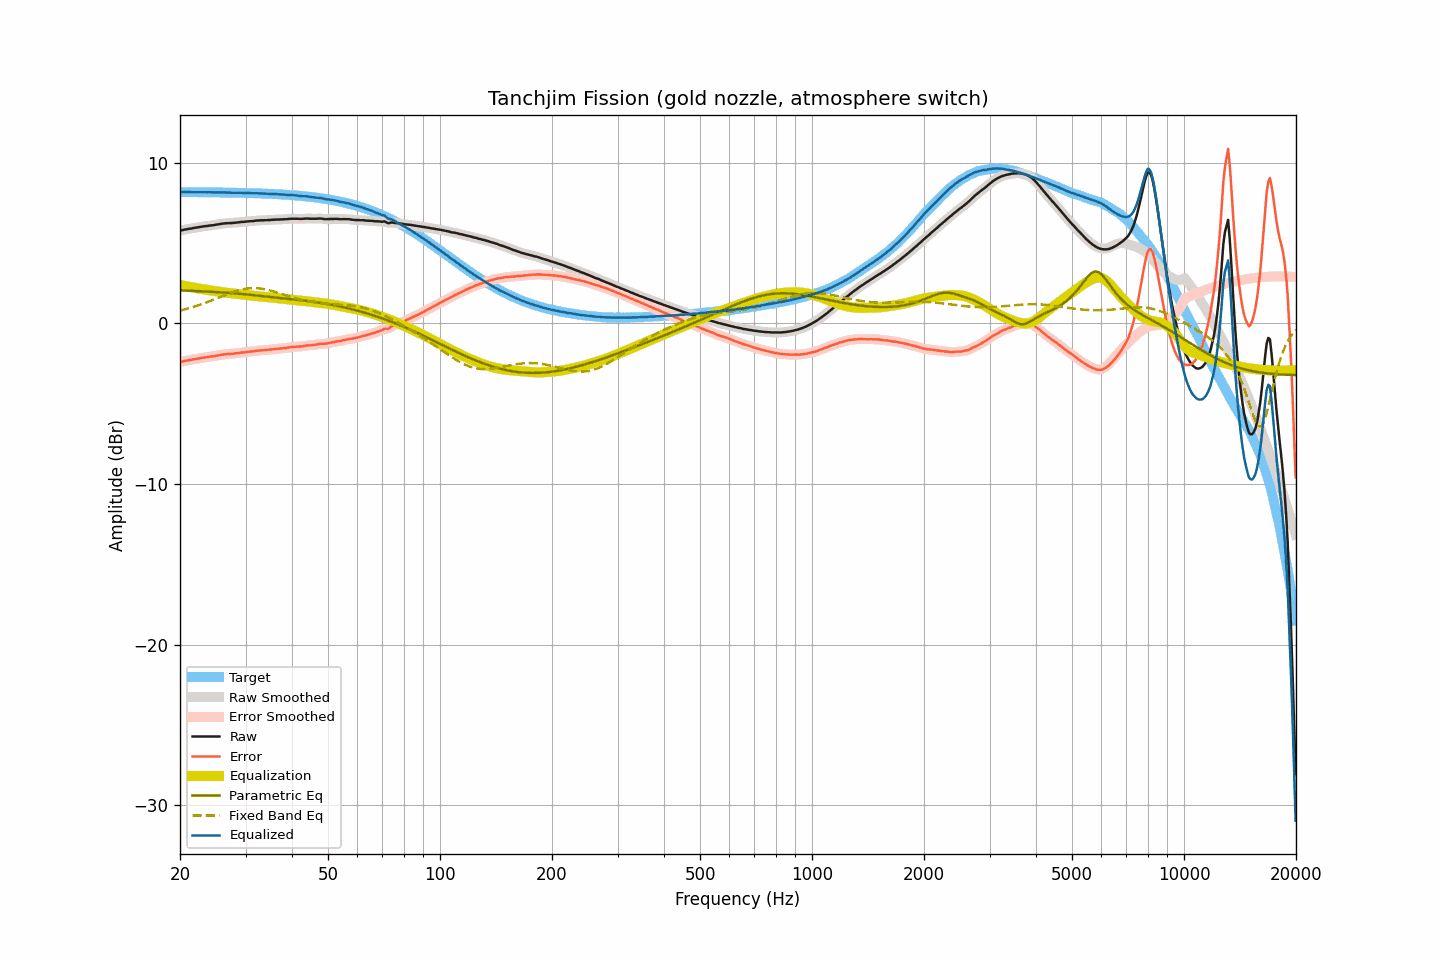 Tanchjim Fission (gold nozzle, atmosphere switch)
10
0
−10
−20
−30
Amplitude (dBr)
Target
Raw Smoothed
Error Smoothed
Raw
Error
Equalization
Parametric Eq
Fixed Band Eq
Equalized
20 50 100 200 500 1000 2000 5000 10000 20000
Frequency (Hz)